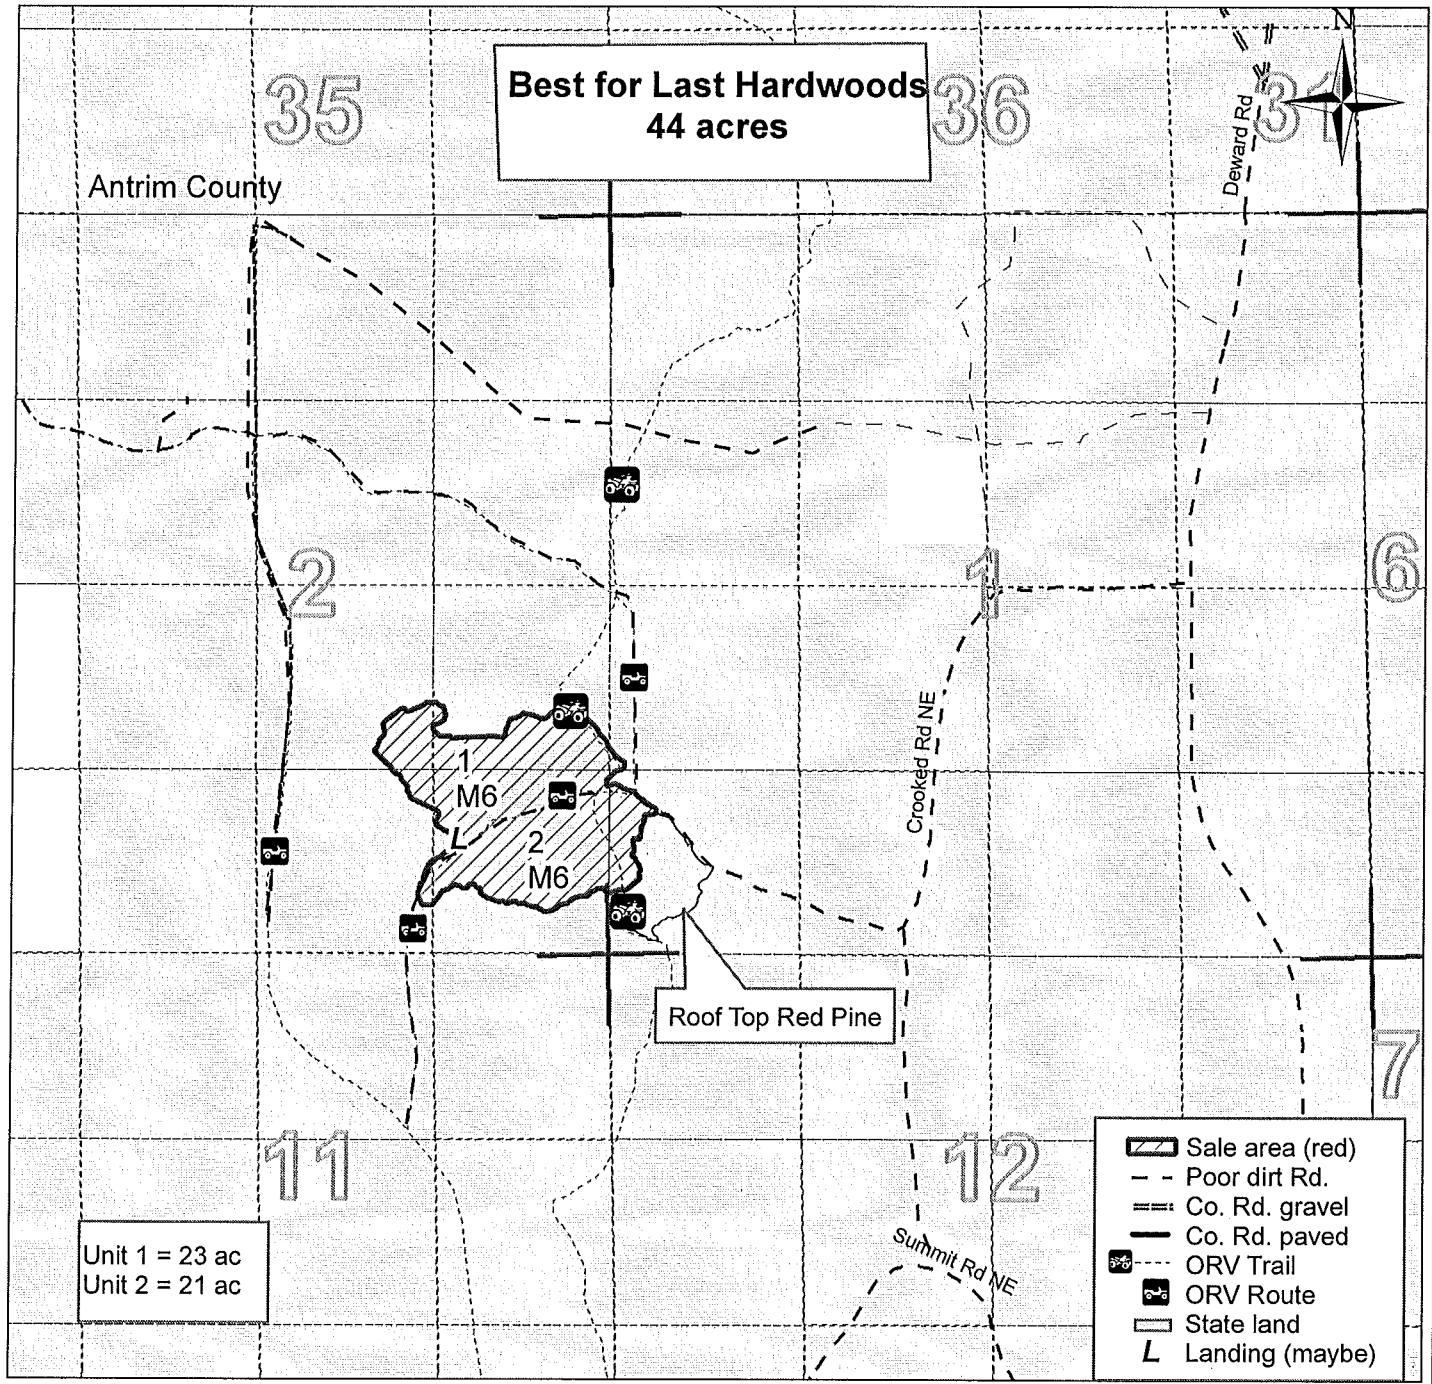 N
Best for Last Hardwoods
44 acres
35
36
31
Deward Rd
Antrim County
2
1
6
Crooked Rd NE
1
M6
L
2
M6
Roof Top Red Pine
7
11
12
Summit Rd NE
Unit 1 = 23 ac
Unit 2 = 21 ac
Sale area (red)
Poor dirt Rd.
Co. Rd. gravel
Co. Rd. paved
ORV Trail
ORV Route
State land
L Landing (maybe)